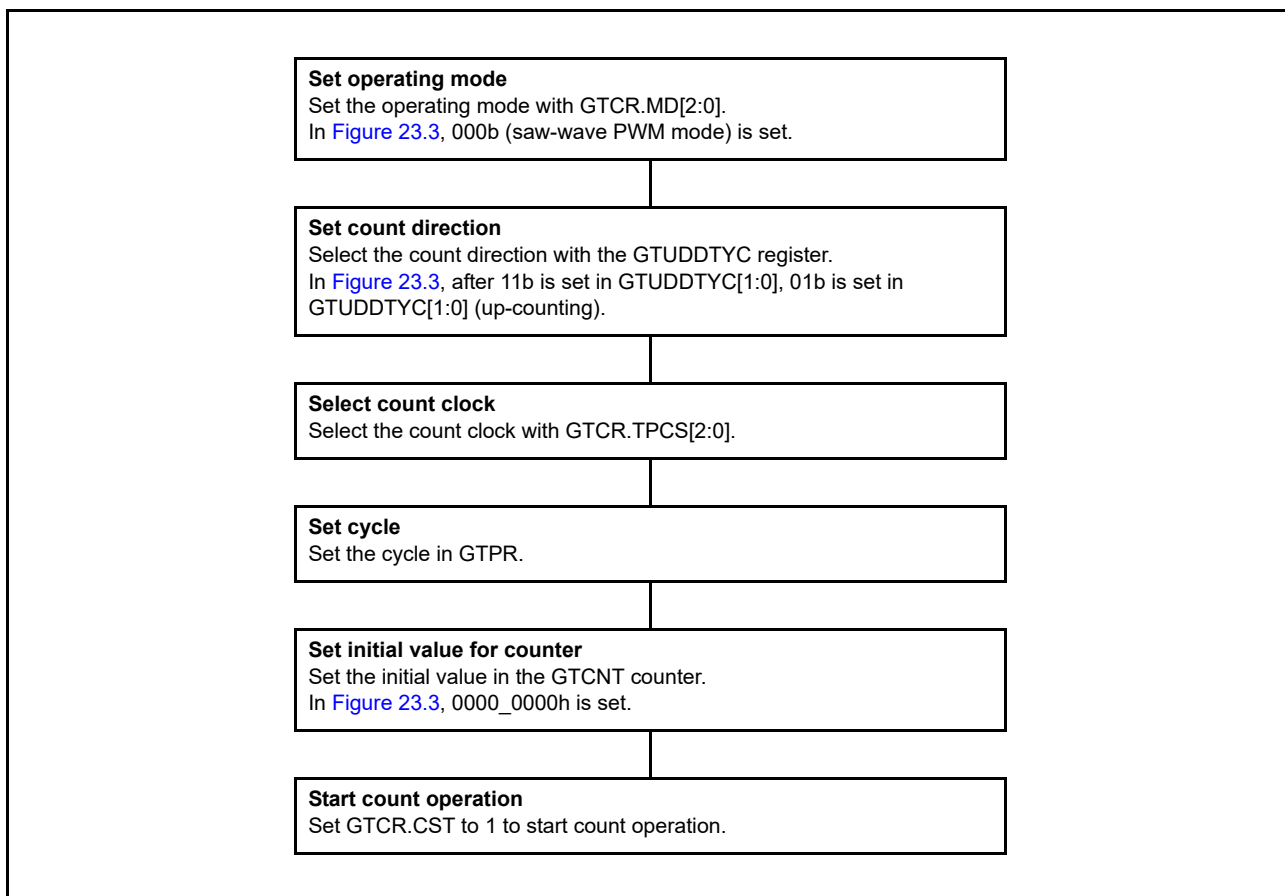 Set operating mode
Set the operating mode with GTCR.MD[2:0].
In Figure 23.3, 000b (saw-wave PWM mode) is set.
Set count direction
Select the count direction with the GTUDDTYC register.
In Figure 23.3, after 11b is set in GTUDDTYC[1:0], 01b is set in
GTUDDTYC[1:0] (up-counting).
Select count clock
Select the count clock with GTCR.TPCS[2:0].
Set cycle
Set the cycle in GTPR.
Set initial value for counter
Set the initial value in the GTCNT counter.
In Figure 23.3, 0000_0000h is set.
Start count operation
Set GTCR.CST to 1 to start count operation.